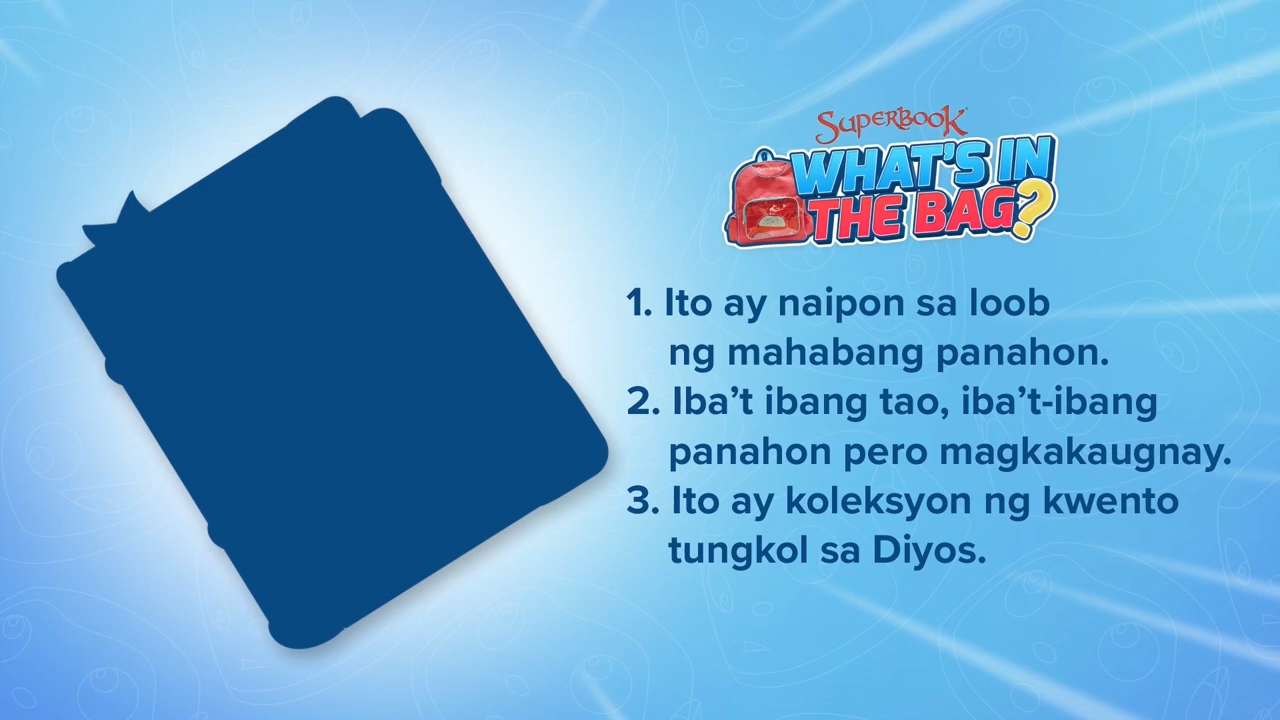 SUPERBOOK
WHAT'S IN
THE BAG?
1. Ito ay naipon sa loob
ng mahabang panahon.
2. Iba't ibang tao, iba't-ibang
panahon pero magkakaugnay.
3. Ito ay koleksyon ng kwento
tungkol sa Diyos.